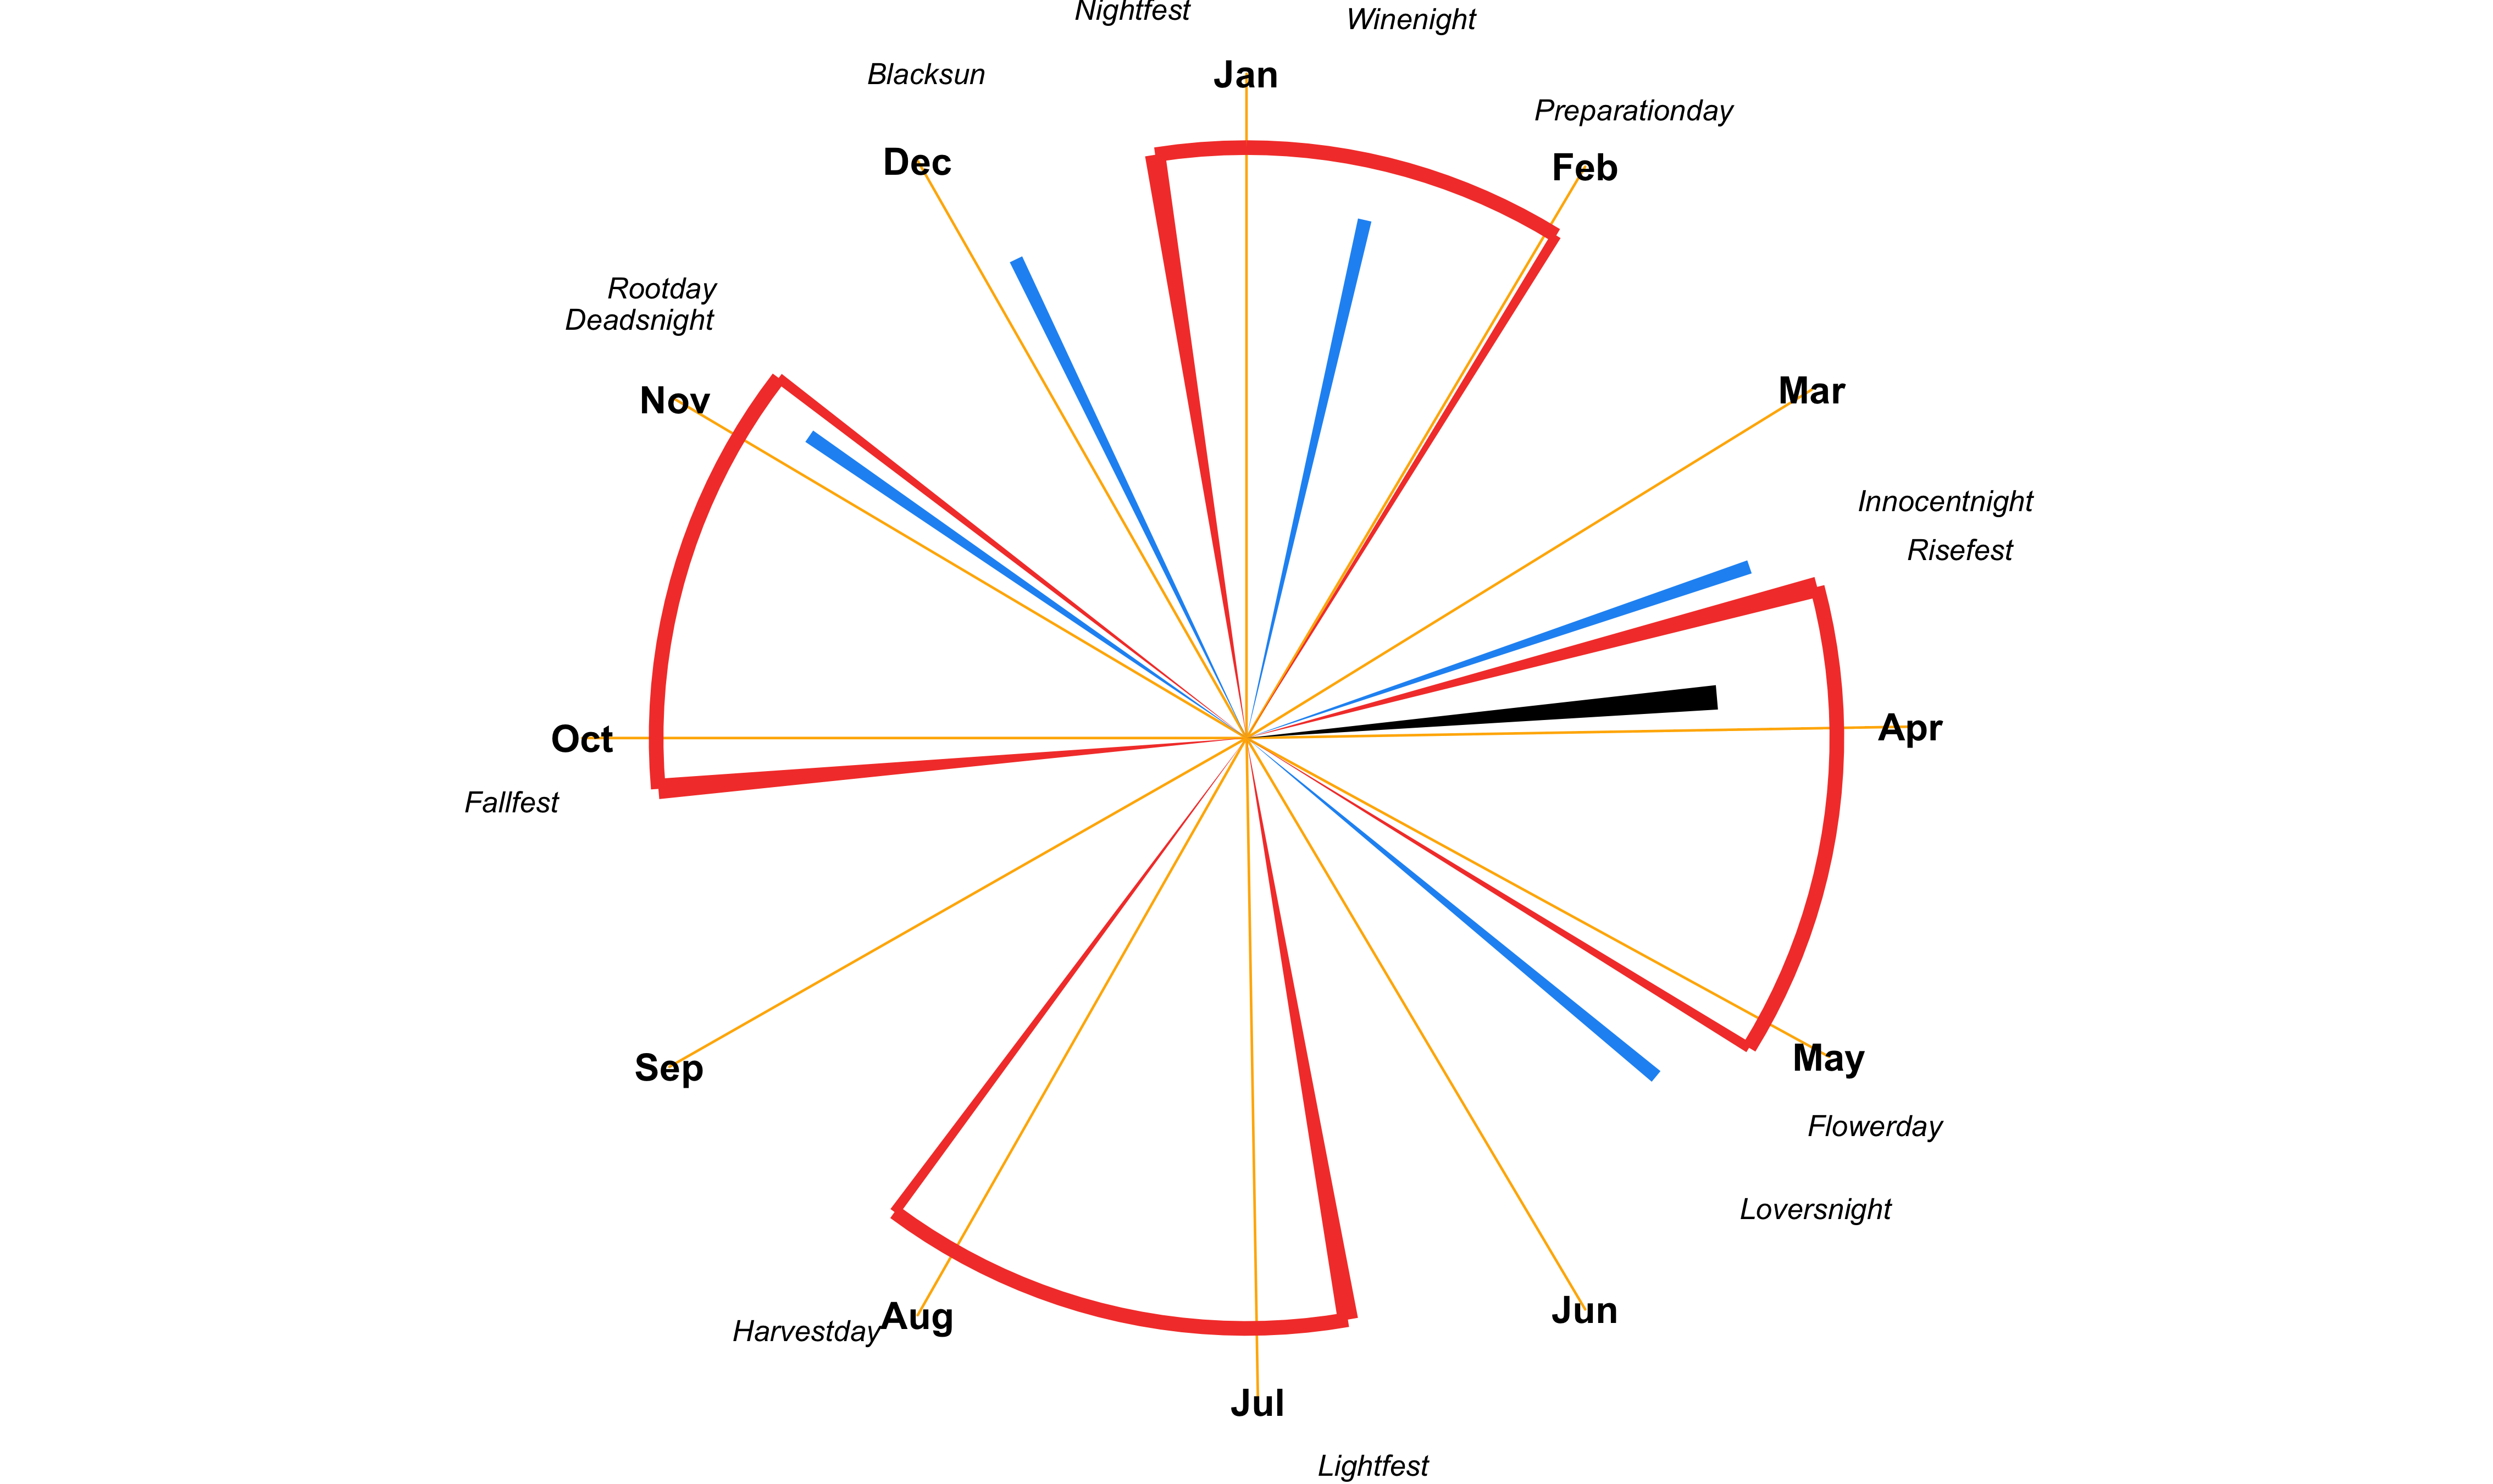 Nightfest
Winenight
Blacksun
Jan
Preparationday
Dec
Feb
Rootday
Deadsnight
Nov
Mar
Innocentnight
Risefest
Oct
Apr
Fallfest
Sep
May
Flowerday
Loversnight
Harvestday
Aug
Jun
Jul
Lightfest